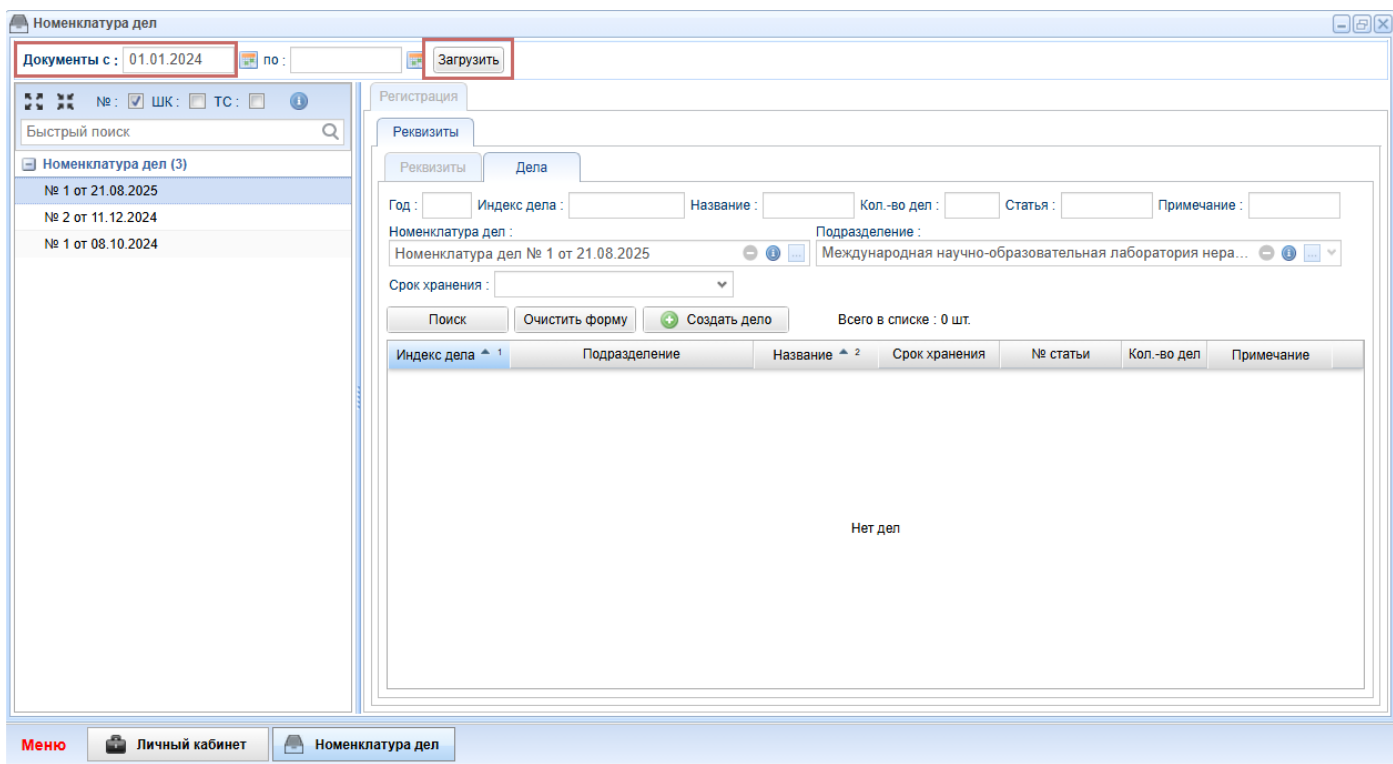 Номенклатура дел
Документы с : 01.01.2024 по : Загрузить
№ : ШК : ТС :
Быстрый поиск
Номенклатура дел (3)
№ 1 от 21.08.2025
№ 2 от 11.12.2024
№ 1 от 08.10.2024
Регистрация
Реквизиты
Реквизиты Дела
Год : Индекс дела : Название : Кол.-во дел : Статья : Примечание :
Номенклатура дел : Подразделение :
Номенклатура дел № 1 от 21.08.2025 ... Международная научно-образовательная лаборатория нера... ...
Срок хранения :
Поиск Очистить форму Создать дело Всего в списке : 0 шт.
Индекс дела 1 Подразделение Название 2 Срок хранения № статьи Кол.-во дел Примечание
Нет дел
Меню Личный кабинет Номенклатура дел